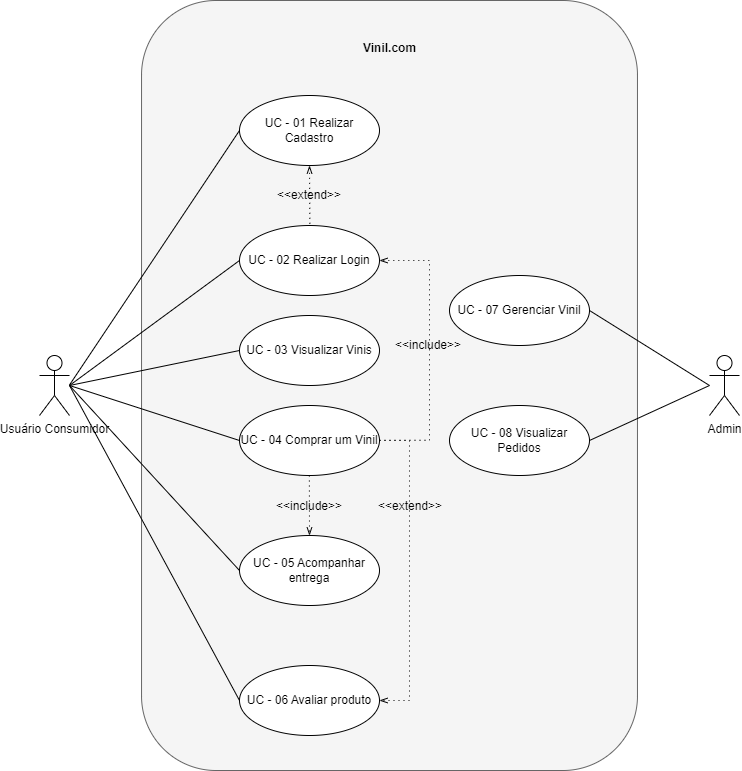 Vinil.com
UC - 01 Realizar
Cadastro
<<extend>>
UC - 02 Realizar Login
UC - 07 Gerenciar Vinil
<<include>>
UC - 03 Visualizar Vinis
Usuário Consumidor
Admin
UC - 04 Comprar um Vinil
UC - 08 Visualizar
Pedidos
<<include>>
<<extend>>
UC - 05 Acompanhar
entrega
UC - 06 Avaliar produto